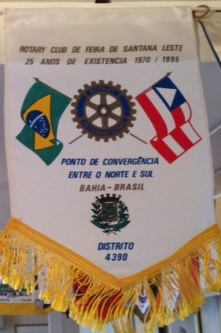 ROTARY CLUB DE FEIRA DE SANTANA LESTE
25 ANOS DE EXISTENCIA 1970 / 1995
PONTO DE CONVERGÊNCIA
ENTRE O NORTE E SUL
BAHIA - BRASIL
DISTRITO
4390